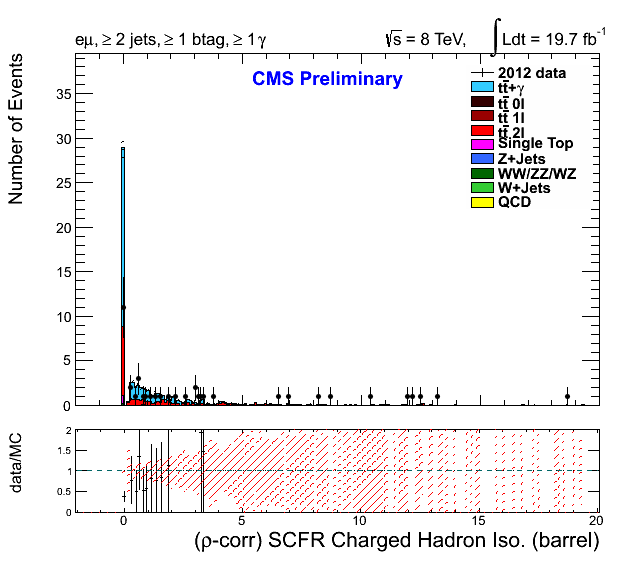 eμ, ≥ 2 jets, ≥ 1 btag, ≥ 1 γ
√s = 8 TeV, ∫ Ldt = 19.7 fb⁻¹
CMS Preliminary
2012 data
tt̄+γ
tt̄ 0l
tt̄ 1l
tt̄ 2l
Single Top
Z+Jets
WW/ZZ/WZ
W+Jets
QCD
Number of Events
35
30
25
20
15
10
5
0
data/MC
2
1.5
1
0.5
0
0 5 10 15 20
(ρ-corr) SCFR Charged Hadron Iso. (barrel)